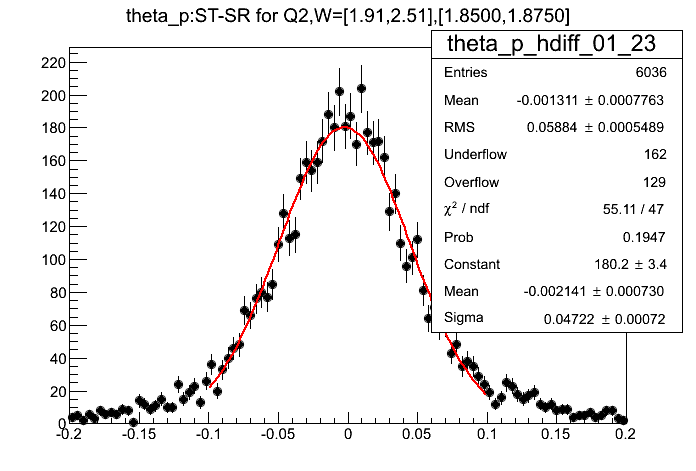 theta_p:ST-SR for Q2,W=[1.91,2.51],[1.8500,1.8750]
theta_p_hdiff_01_23
Entries 6036
Mean -0.001311 ± 0.0007763
RMS 0.05884 ± 0.0005489
Underflow 162
Overflow 129
χ² / ndf 55.11 / 47
Prob 0.1947
Constant 180.2 ± 3.4
Mean -0.002141 ± 0.000730
Sigma 0.04722 ± 0.00072
220
200
180
160
140
120
100
80
60
40
20
0
-0.2 -0.15 -0.1 -0.05 0 0.05 0.1 0.15 0.2